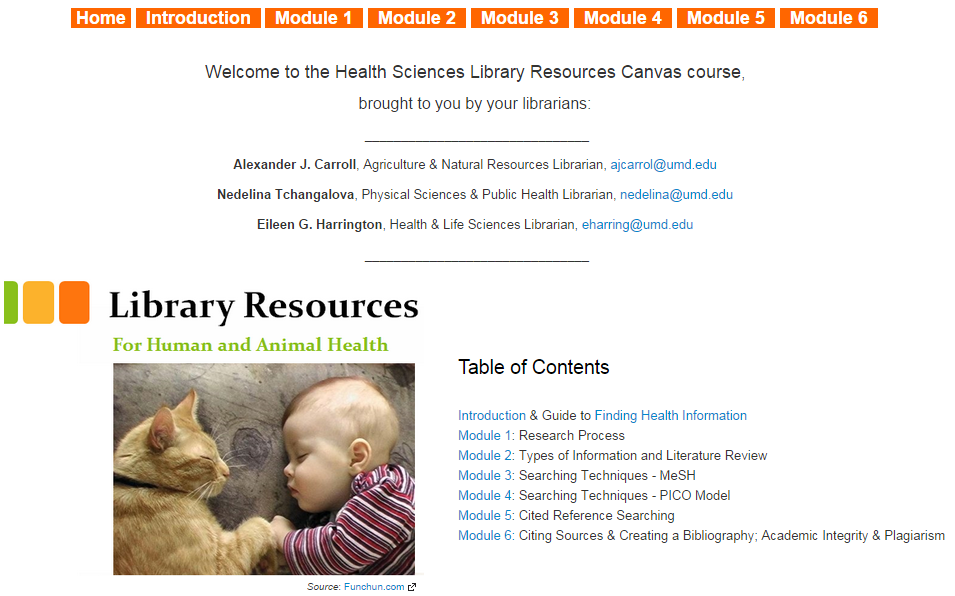 Home Introduction Module 1 Module 2 Module 3 Module 4 Module 5 Module 6
Welcome to the Health Sciences Library Resources Canvas course,
brought to you by your librarians:
Alexander J. Carroll, Agriculture & Natural Resources Librarian, ajcarrol@umd.edu
Nedelina Tchangalova, Physical Sciences & Public Health Librarian, nedelina@umd.edu
Eileen G. Harrington, Health & Life Sciences Librarian, eharring@umd.edu
Library Resources
For Human and Animal Health
Source: Funchun.com
Table of Contents
Introduction & Guide to Finding Health Information
Module 1: Research Process
Module 2: Types of Information and Literature Review
Module 3: Searching Techniques - MeSH
Module 4: Searching Techniques - PICO Model
Module 5: Cited Reference Searching
Module 6: Citing Sources & Creating a Bibliography; Academic Integrity & Plagiarism